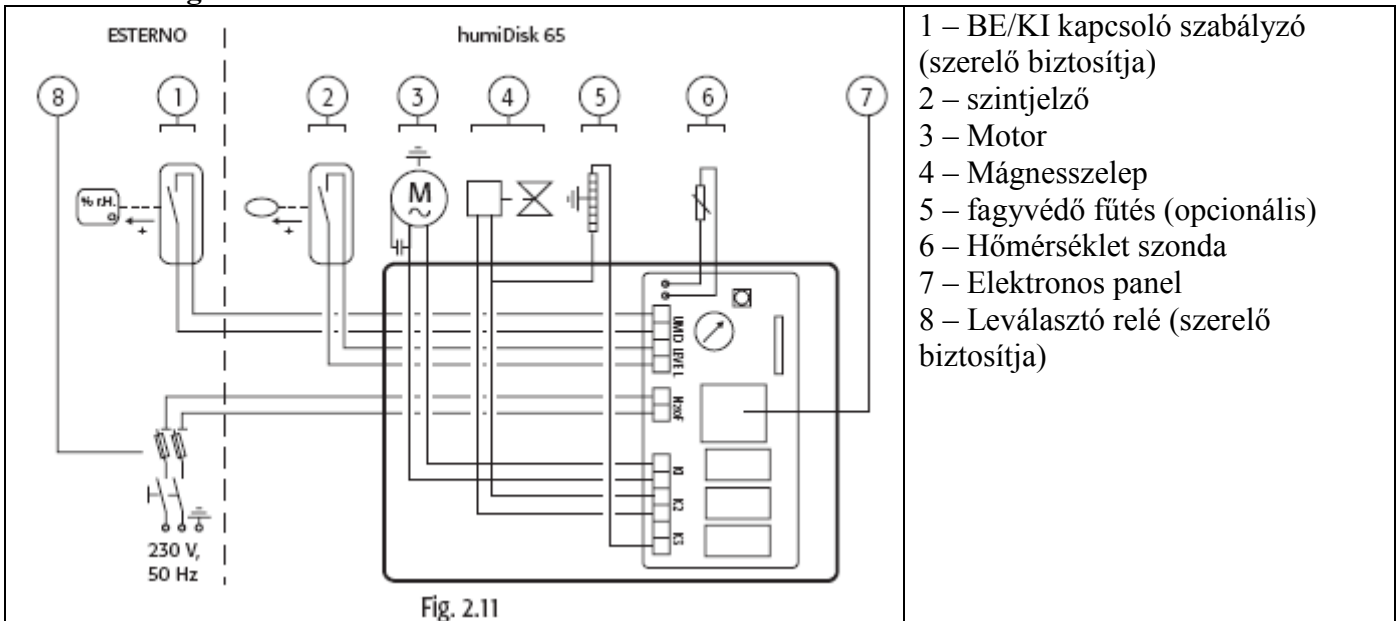 ESTERNO
humiDisk 65
8
1
2
3
4
5
6
7
% r.H.
+
+
M
~
UMID
LEVEL
K1
K2
K3
230 V,
50 Hz
Fig. 2.11
1 – BE/KI kapcsoló szabályzó
(szerelő biztosítja)
2 – szintjelző
3 – Motor
4 – Mágnesszelep
5 – fagyvédő fűtés (opcionális)
6 – Hőmérséklet szonda
7 – Elektronos panel
8 – Leválasztó relé (szerelő
biztosítja)